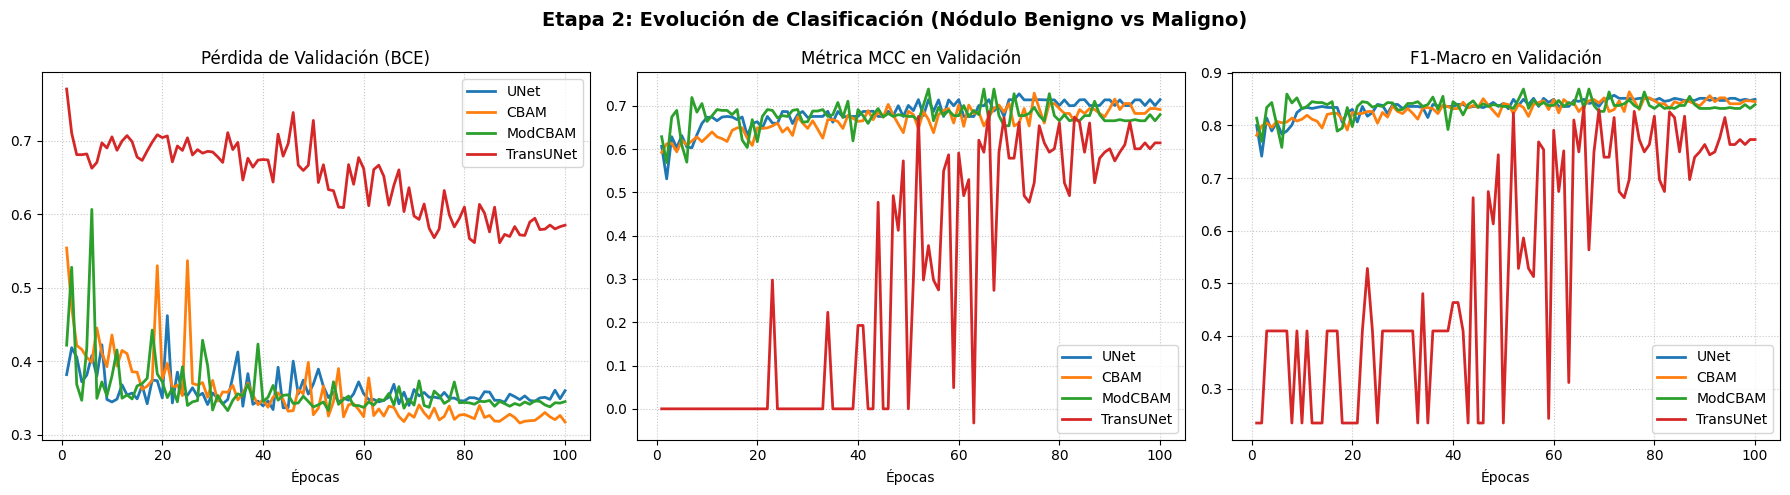 Etapa 2: Evolución de Clasificación (Nódulo Benigno vs Maligno)
Pérdida de Validación (BCE)
0.7
0.6
0.5
0.4
0.3
0 20 40 60 80 100
Épocas
UNet
CBAM
ModCBAM
TransUNet
Métrica MCC en Validación
0.7
0.6
0.5
0.4
0.3
0.2
0.1
0.0
0 20 40 60 80 100
Épocas
UNet
CBAM
ModCBAM
TransUNet
F1-Macro en Validación
0.9
0.8
0.7
0.6
0.5
0.4
0.3
0 20 40 60 80 100
Épocas
UNet
CBAM
ModCBAM
TransUNet